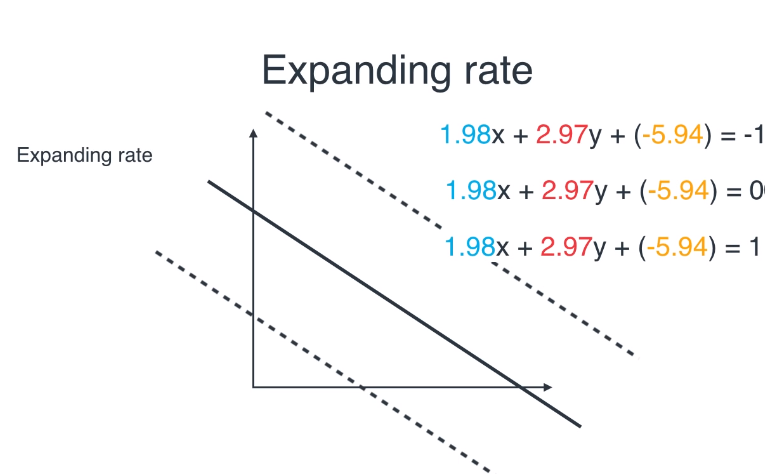 Expanding rate
1.98x + 2.97y + (-5.94) = -1
Expanding rate
1.98x + 2.97y + (-5.94) = 0
1.98x + 2.97y + (-5.94) = 1